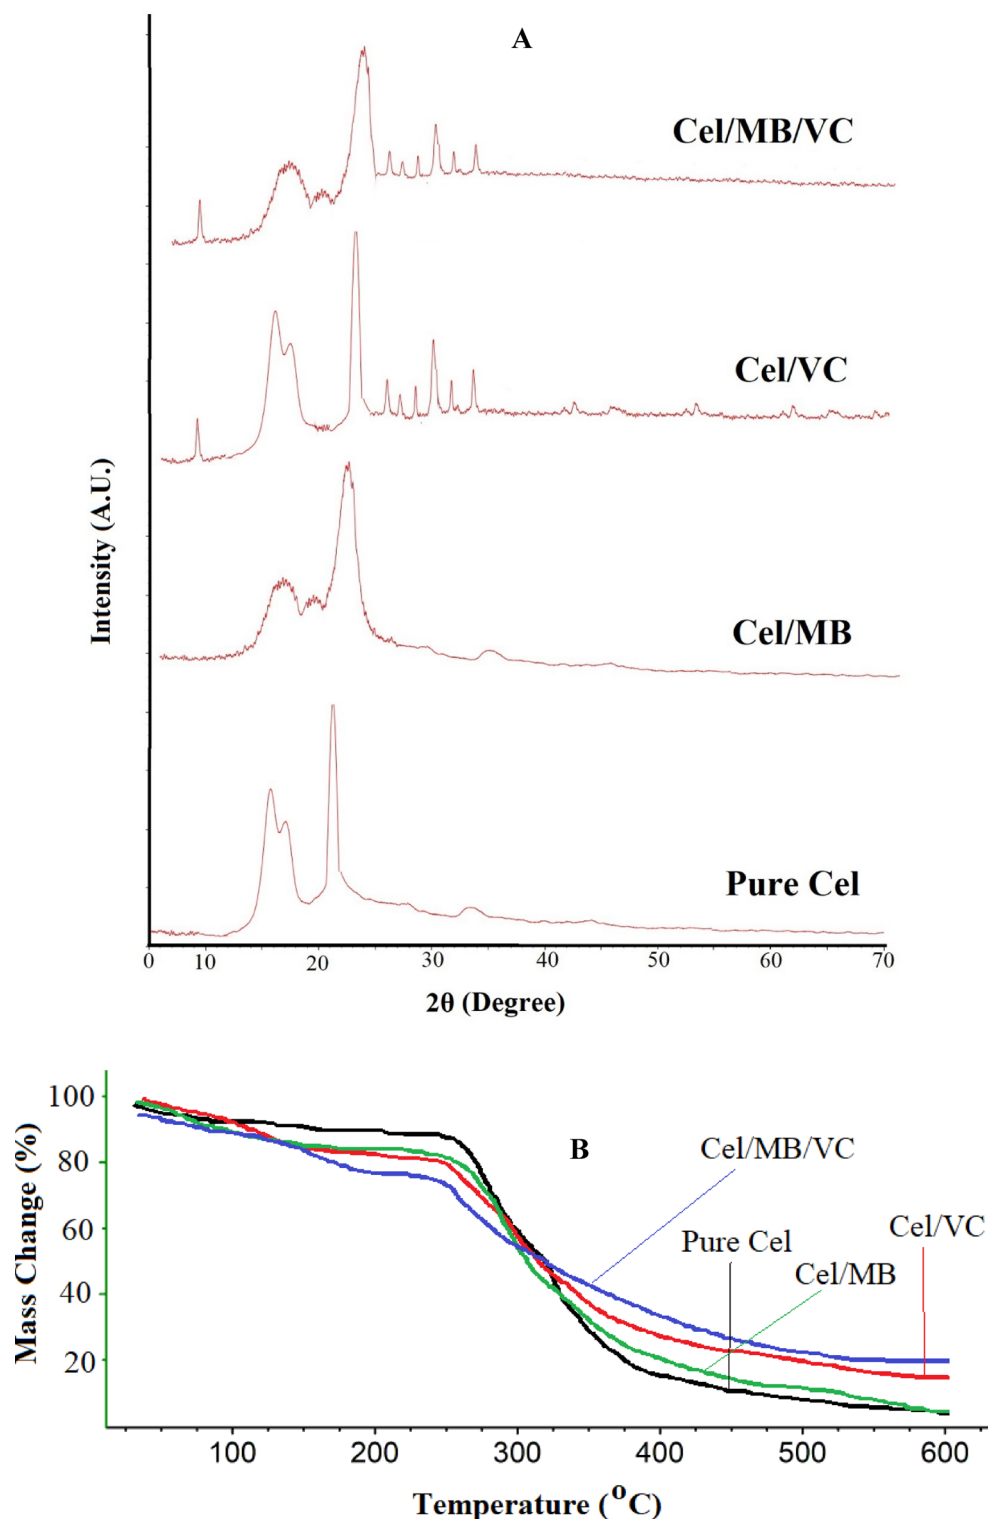 A
Cel/MB/VC
Cel/VC
Cel/MB
Pure Cel
Intensity (A.U.)
0 10 20 30 40 50 60 70
2θ (Degree)
B
100
80
60
40
20
Mass Change (%)
Cel/MB/VC
Pure Cel
Cel/VC
Cel/MB
100 200 300 400 500 600
Temperature (°C)